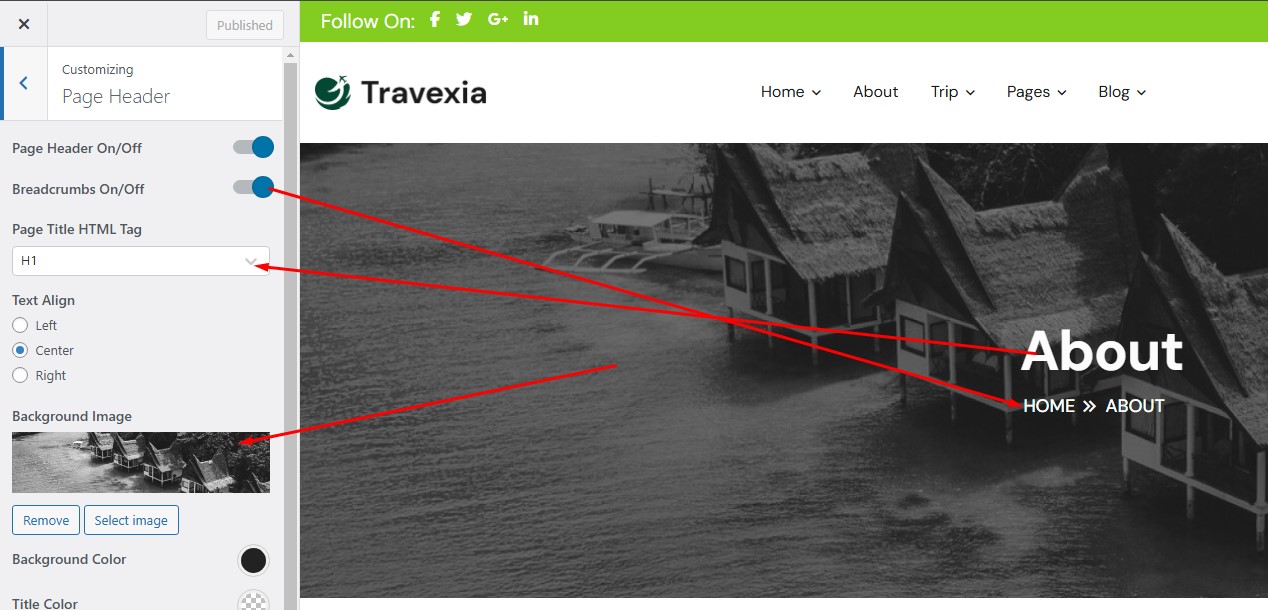 Published
Follow On:
Customizing
Page Header
Travexia
Home
About
Trip
Pages
Blog
Page Header On/Off
Breadcrumbs On/Off
Page Title HTML Tag
H1
Text Align
Left
Center
Right
Background Image
Remove
Select image
Background Color
Title Color
About
HOME » ABOUT